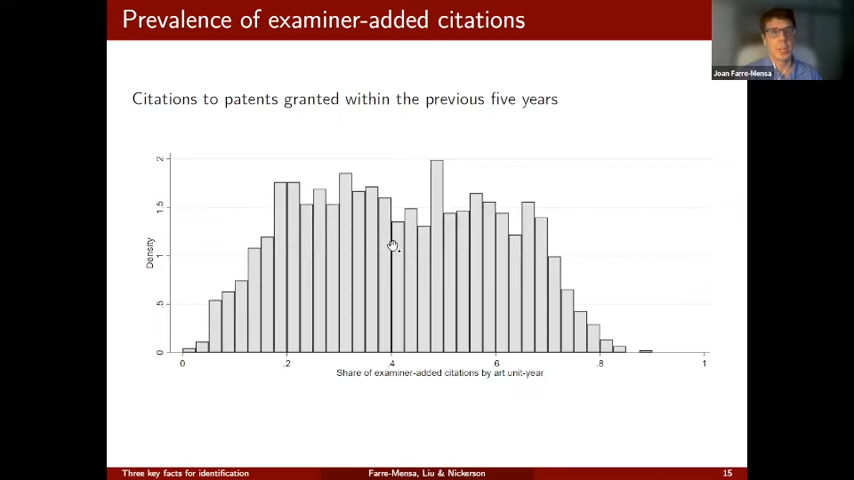 Prevalence of examiner-added citations
Joan Farre-Mensa
Citations to patents granted within the previous five years
2
1.5
1
.5
0
Density
0 .2 .4 .6 .8 1
Share of examiner-added citations by art unit-year
Three key facts for identification Farre-Mensa, Liu & Nickerson 15